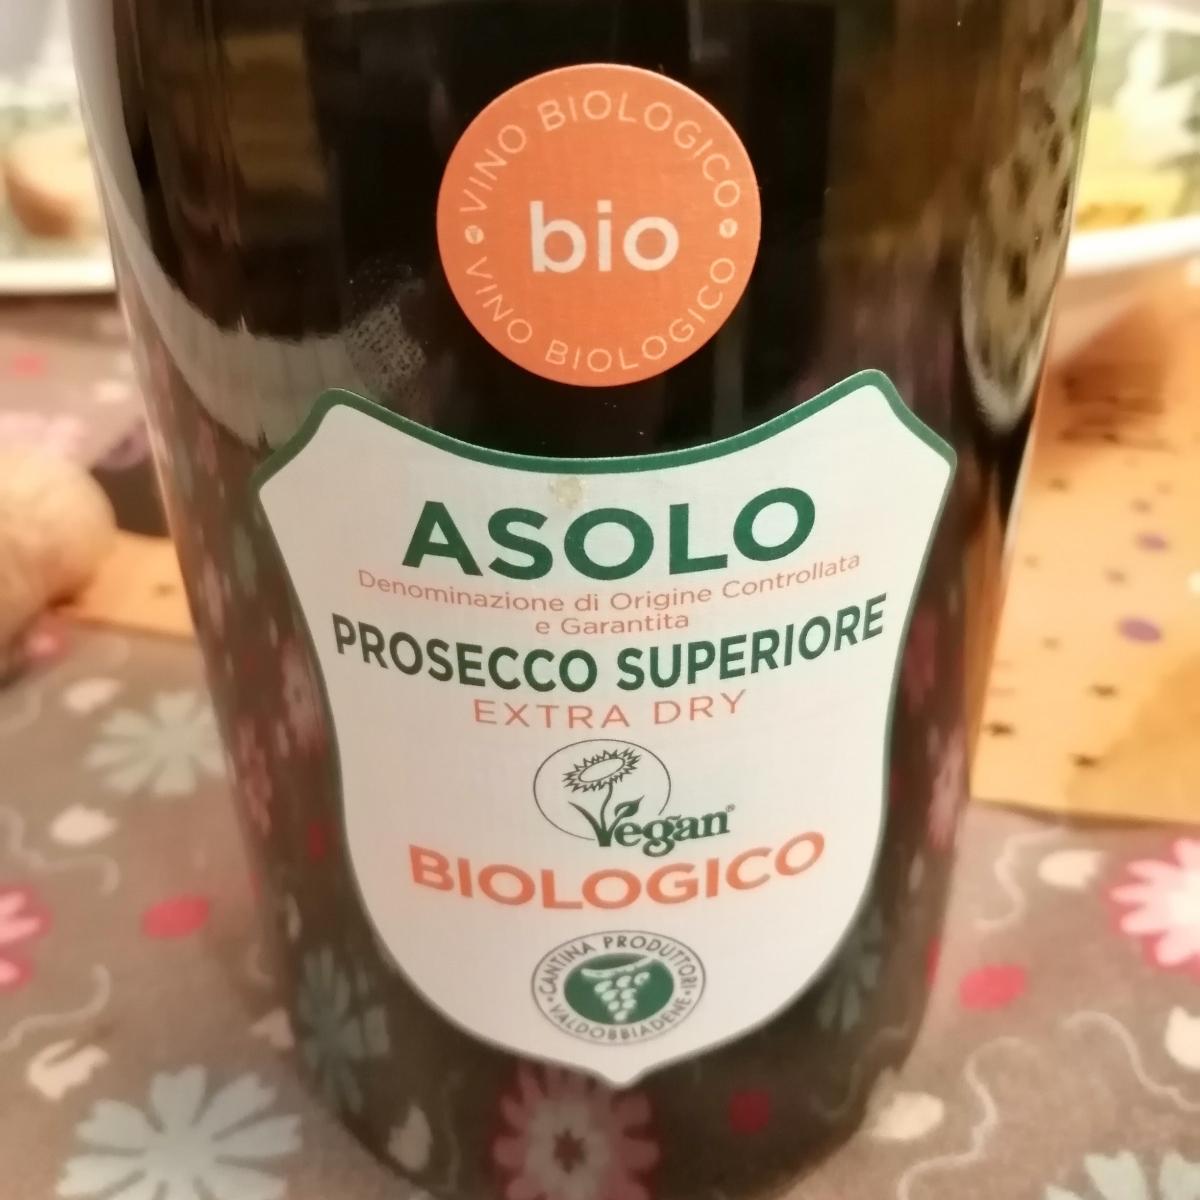 VINO BIOLOGICO
bio
VINO BIOLOGICO
ASOLO
Denominazione di Origine Controllata
e Garantita
PROSECCO SUPERIORE
EXTRA DRY
Vegan®
BIOLOGICO
CANTINA PRODUTTORI
VALDOBBIADENE